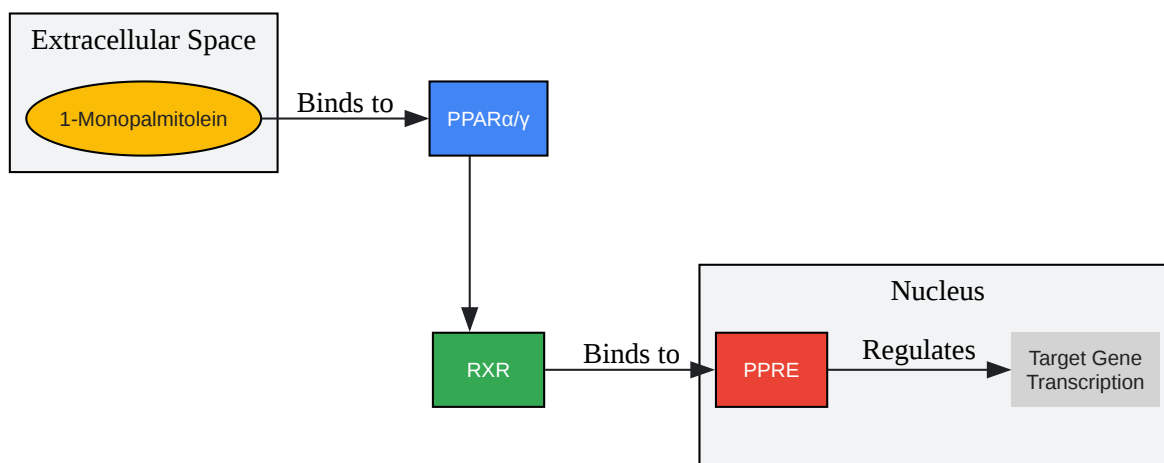 Extracellular Space
1-Monopalmitolein
Binds to
PPARα/γ
Nucleus
RXR
Binds to
PPRE
Regulates
Target Gene
Transcription